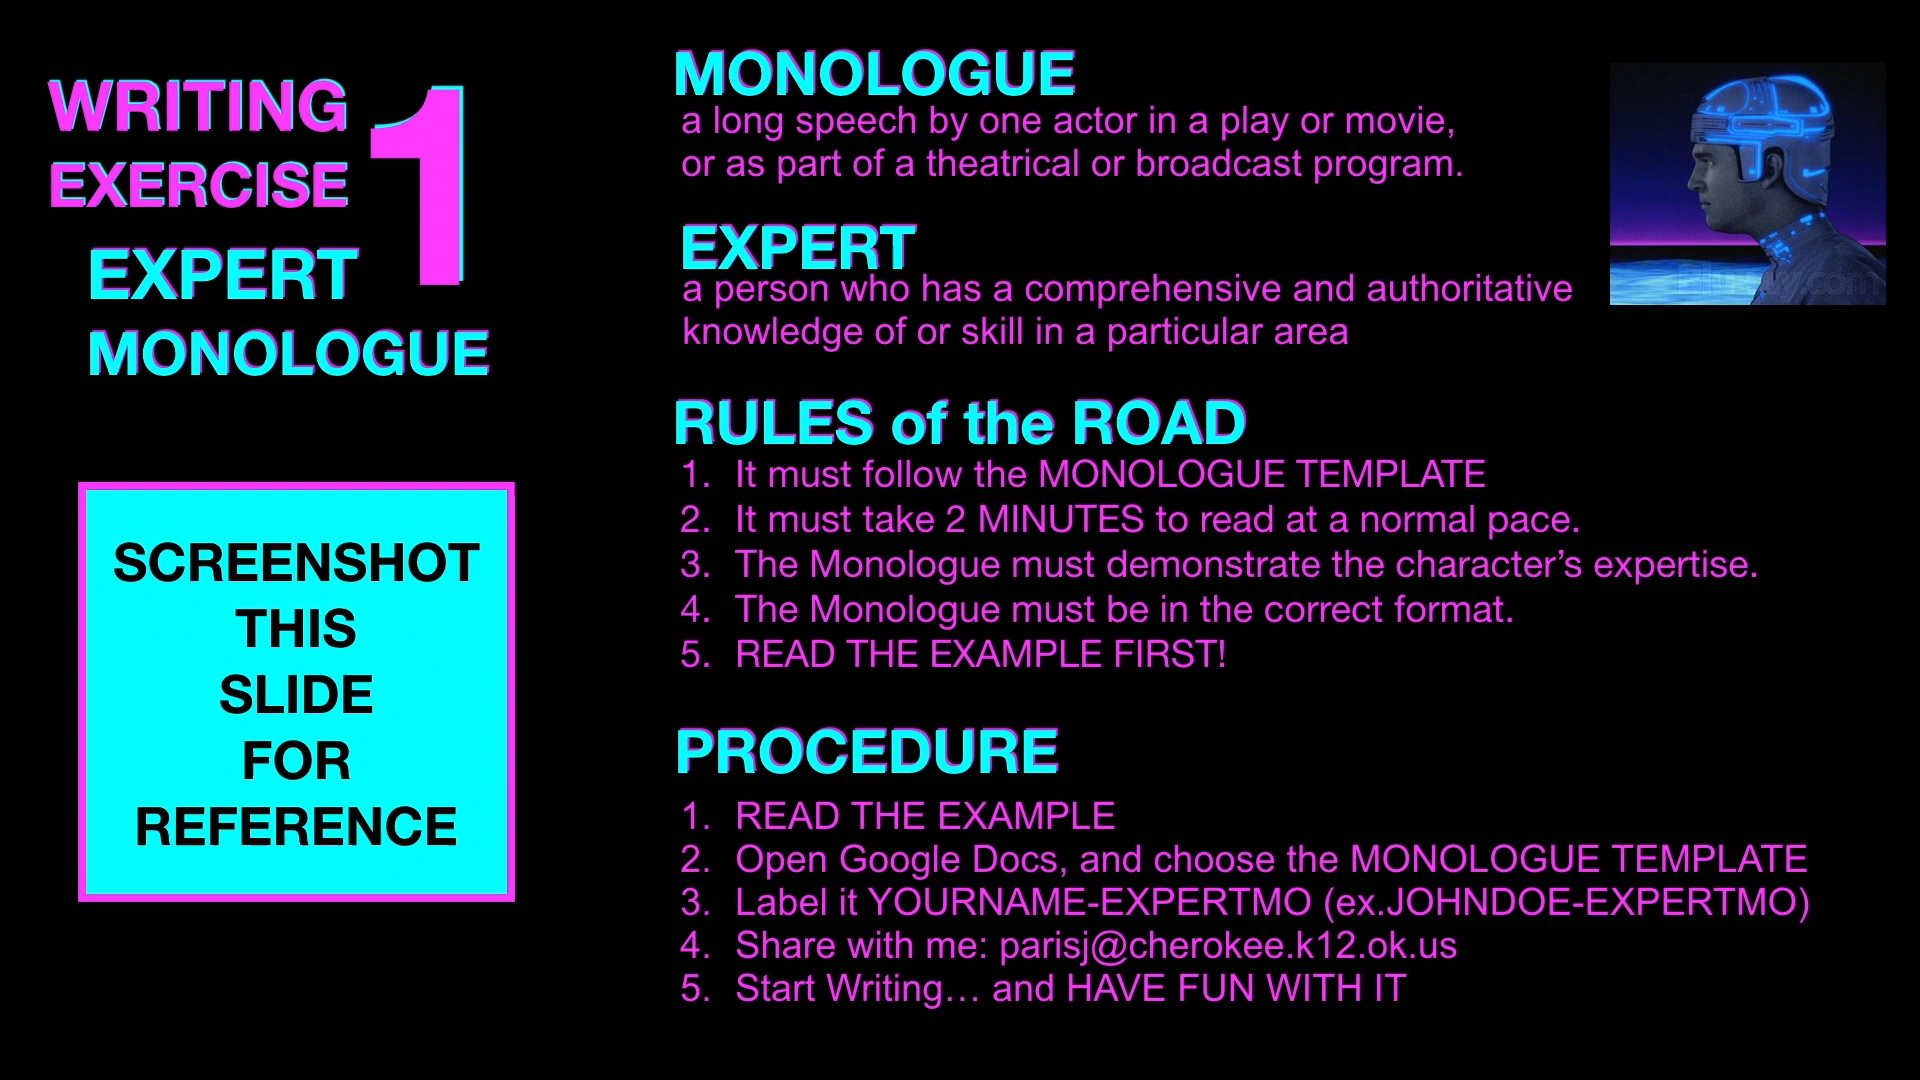 WRITING
EXERCISE
1
EXPERT
MONOLOGUE
SCREENSHOT
THIS
SLIDE
FOR
REFERENCE
MONOLOGUE
a long speech by one actor in a play or movie,
or as part of a theatrical or broadcast program.
EXPERT
a person who has a comprehensive and authoritative
knowledge of or skill in a particular area
RULES of the ROAD
1. It must follow the MONOLOGUE TEMPLATE
2. It must take 2 MINUTES to read at a normal pace.
3. The Monologue must demonstrate the character’s expertise.
4. The Monologue must be in the correct format.
5. READ THE EXAMPLE FIRST!
PROCEDURE
1. READ THE EXAMPLE
2. Open Google Docs, and choose the MONOLOGUE TEMPLATE
3. Label it YOURNAME-EXPERTMO (ex.JOHNDOE-EXPERTMO)
4. Share with me: parisj@cherokee.k12.ok.us
5. Start Writing… and HAVE FUN WITH IT